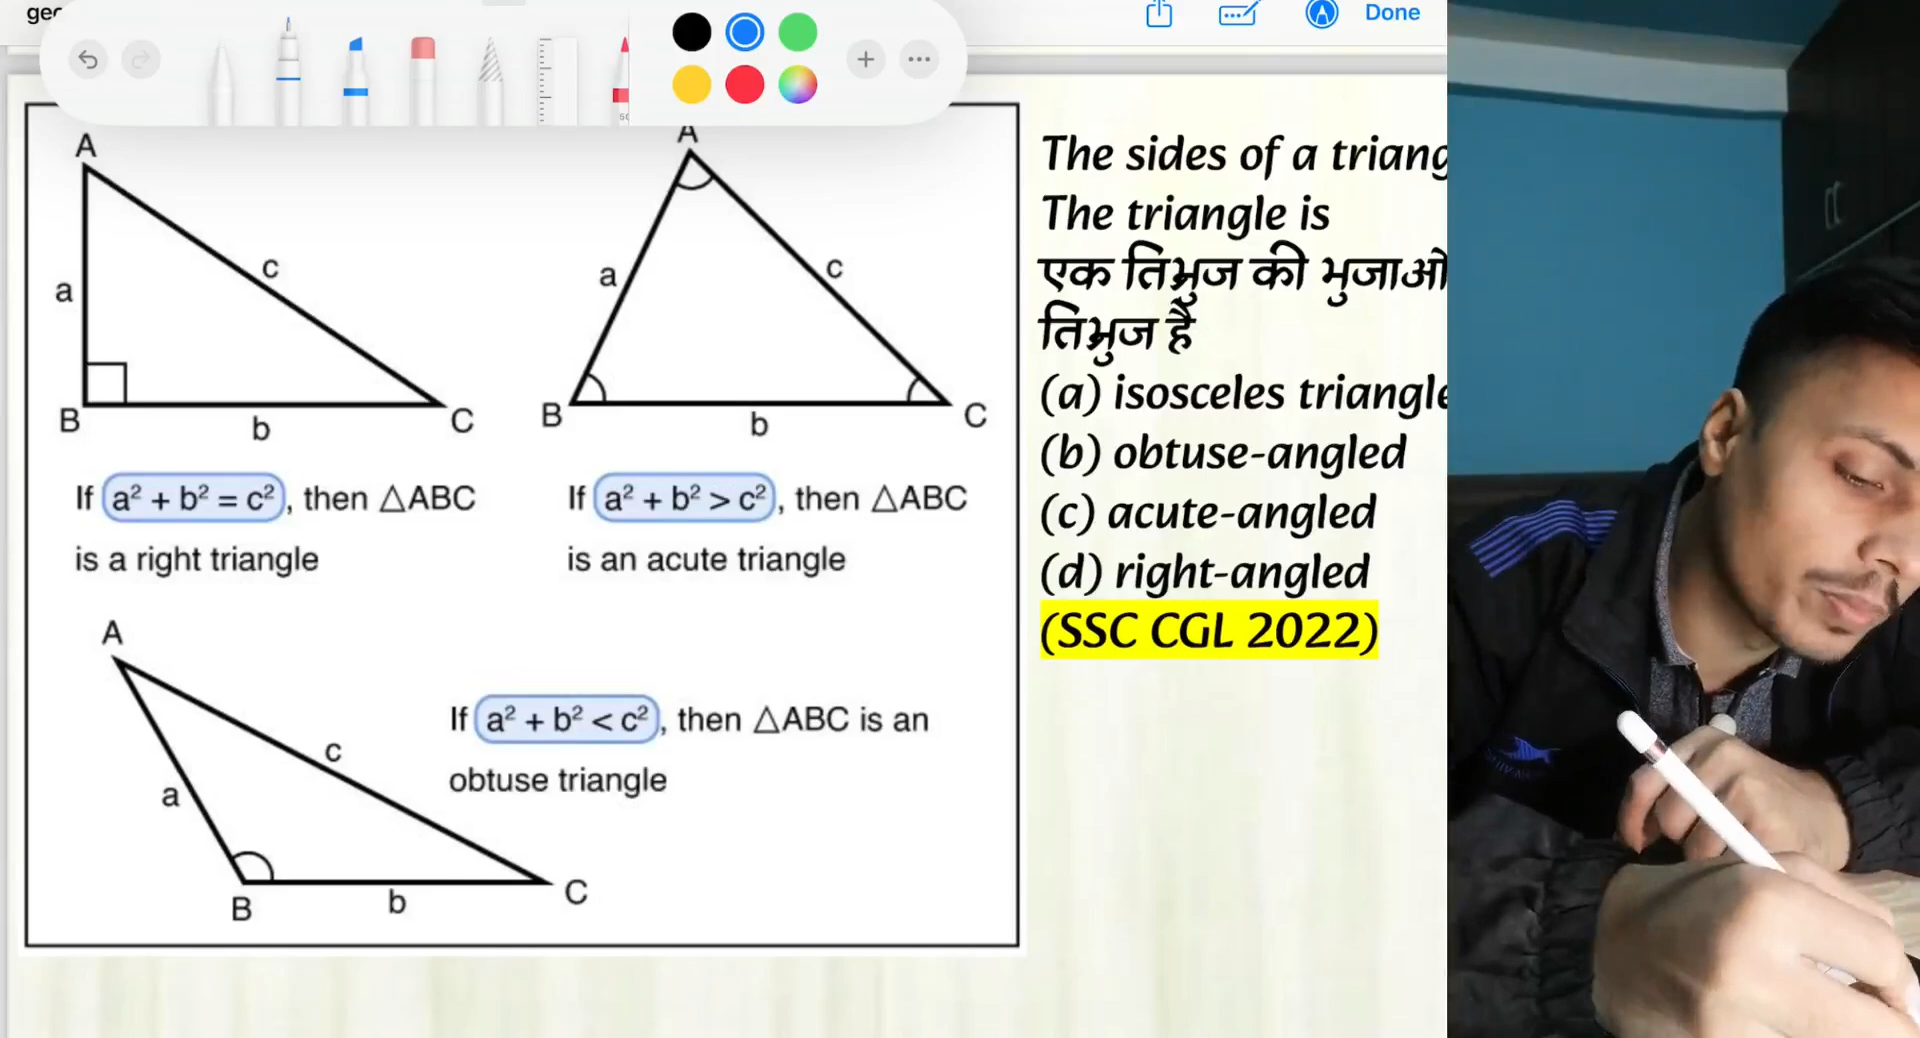 Done
A
a
c
B
b
C
If a² + b² = c², then △ABC
is a right triangle
A
a
c
B
b
C
If a² + b² > c², then △ABC
is an acute triangle
A
a
c
B
b
C
If a² + b² < c², then △ABC is an
obtuse triangle
The sides of a
The triangle is
एक तिभुज की
तिभुज है
(a) isosceles
(b) obtuse-angled
(c) acute-angled
(d) right-angled
(SSC CGL 2022)